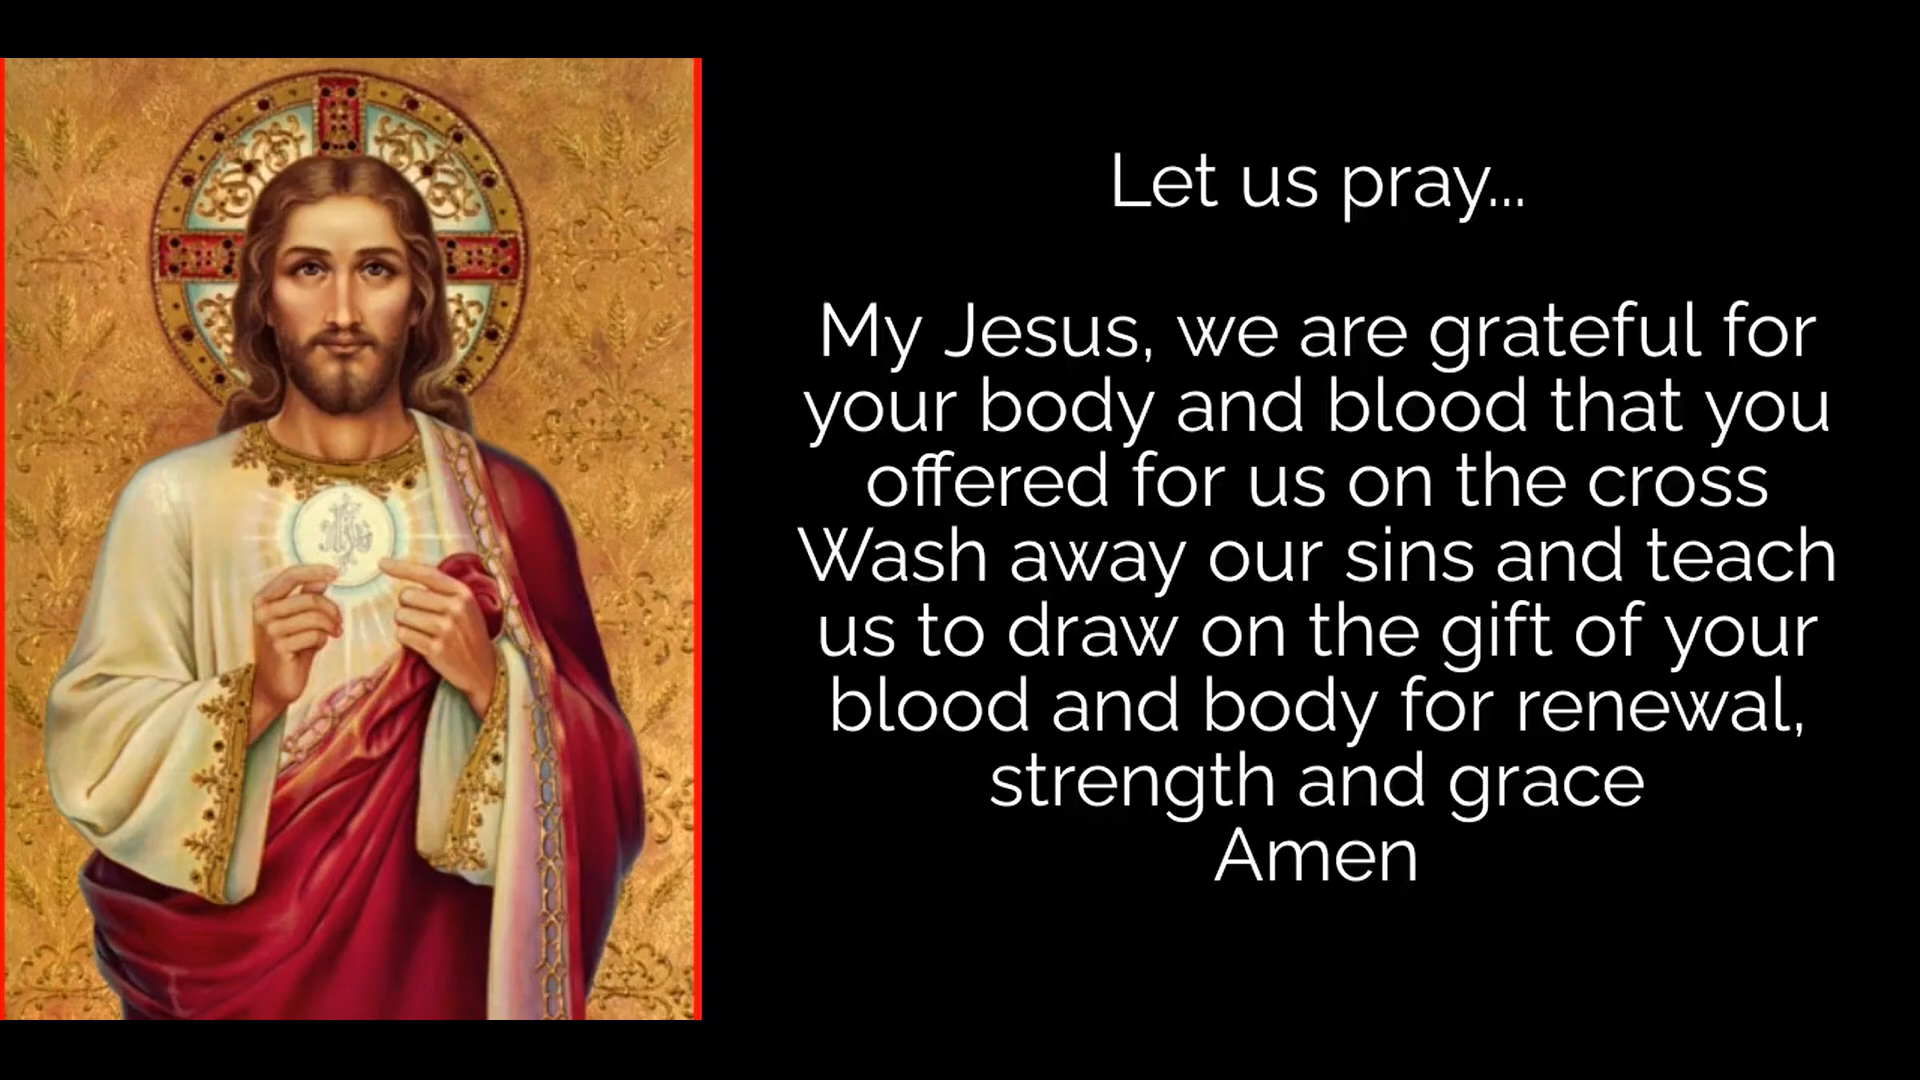 Let us pray...
My Jesus, we are grateful for
your body and blood that you
offered for us on the cross
Wash away our sins and teach
us to draw on the gift of your
blood and body for renewal,
strength and grace
Amen